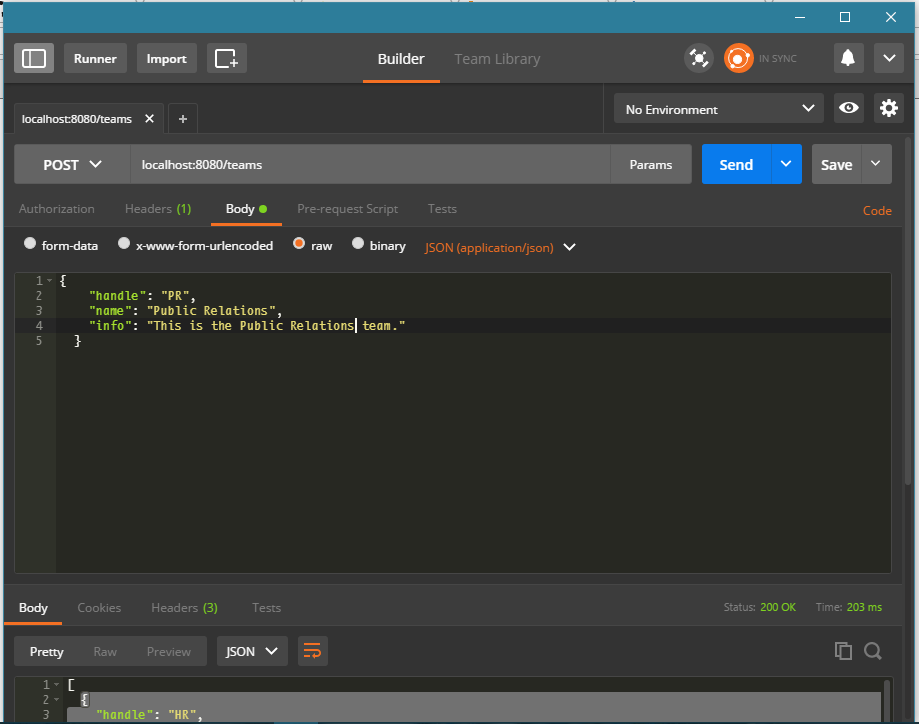 Runner Import Builder Team Library IN SYNC
localhost:8080/teams No Environment
POST localhost:8080/teams Params Send Save
Authorization Headers (1) Body Pre-request Script Tests Code
form-data x-www-form-urlencoded raw binary JSON (application/json)
1 {
2 "handle": "PR",
3 "name": "Public Relations",
4 "info": "This is the Public Relations team."
5 }
Body Cookies Headers (3) Tests Status: 200 OK Time: 203 ms
Pretty Raw Preview JSON
1 [
2 {
3 "handle": "HR",